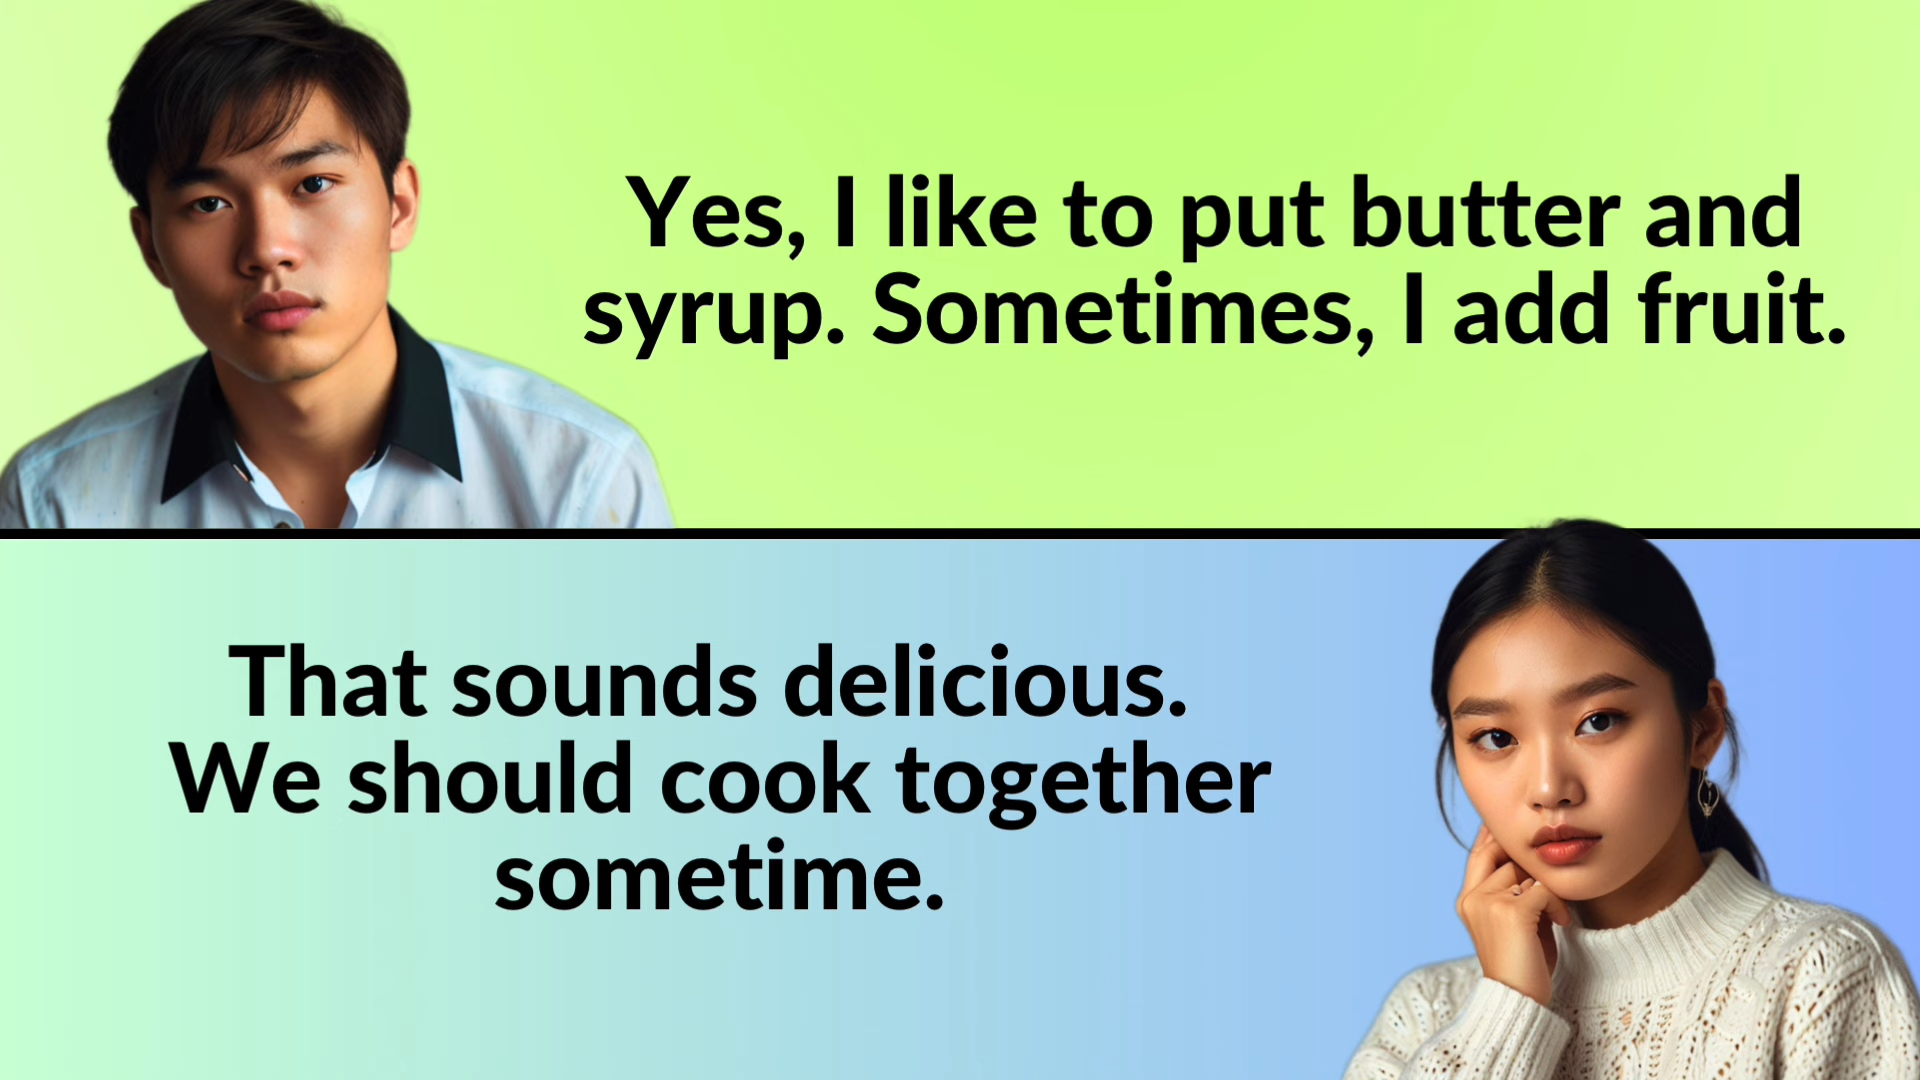 Yes, I like to put butter and
syrup. Sometimes, I add fruit.
That sounds delicious.
We should cook together
sometime.